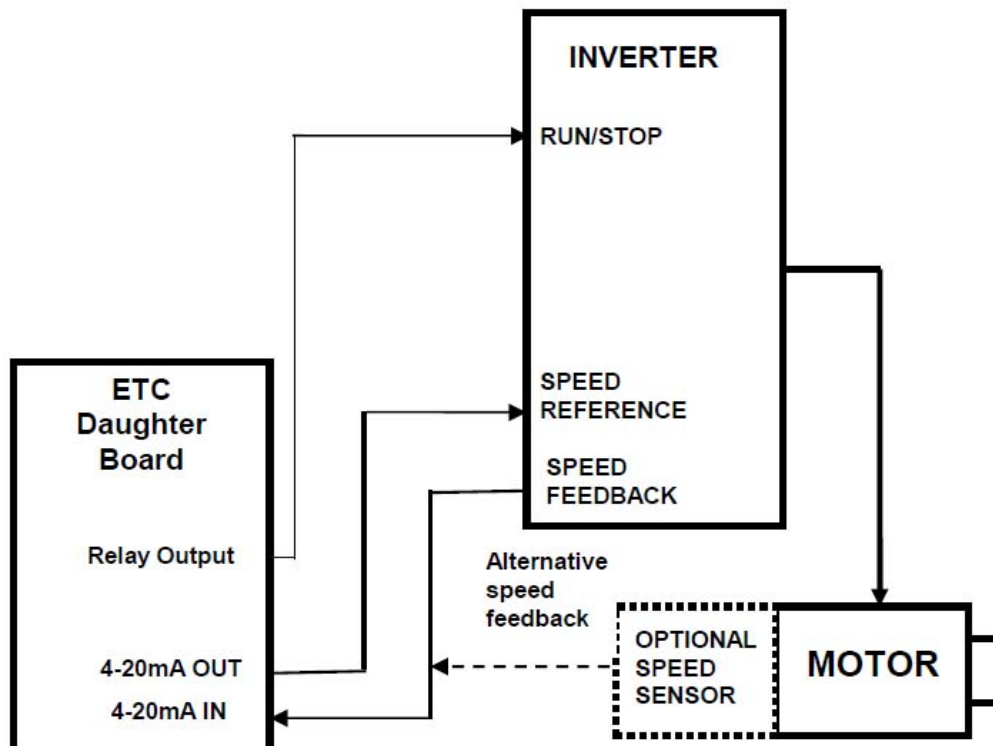 INVERTER
RUN/STOP
SPEED
REFERENCE
SPEED
FEEDBACK
ETC
Daughter
Board
Relay Output
4-20mA OUT
4-20mA IN
Alternative
speed
feedback
OPTIONAL
SPEED
SENSOR
MOTOR